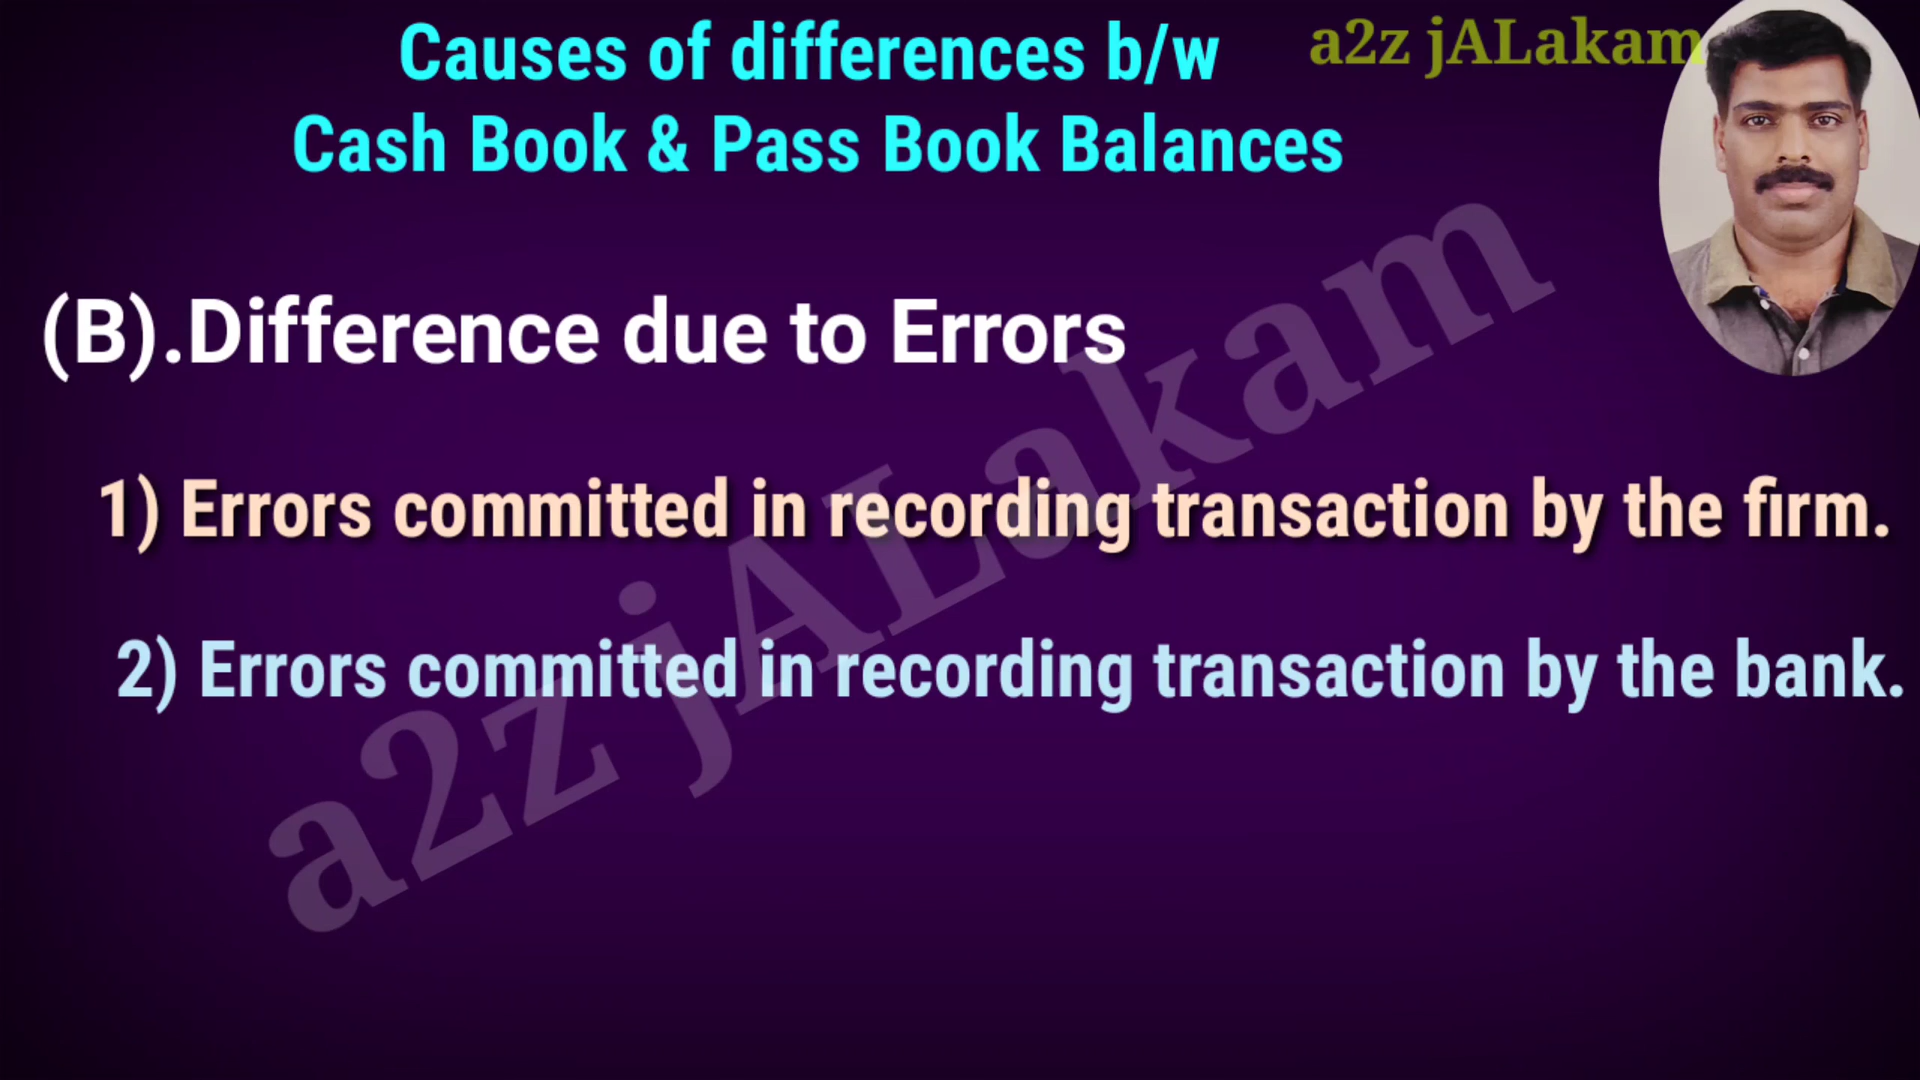 Causes of differences b/w
a2z jALakam
Cash Book & Pass Book Balances
(B).Difference due to Errors
1) Errors committed in recording transaction by the firm.
2) Errors committed in recording transaction by the bank.
a2z jALakam